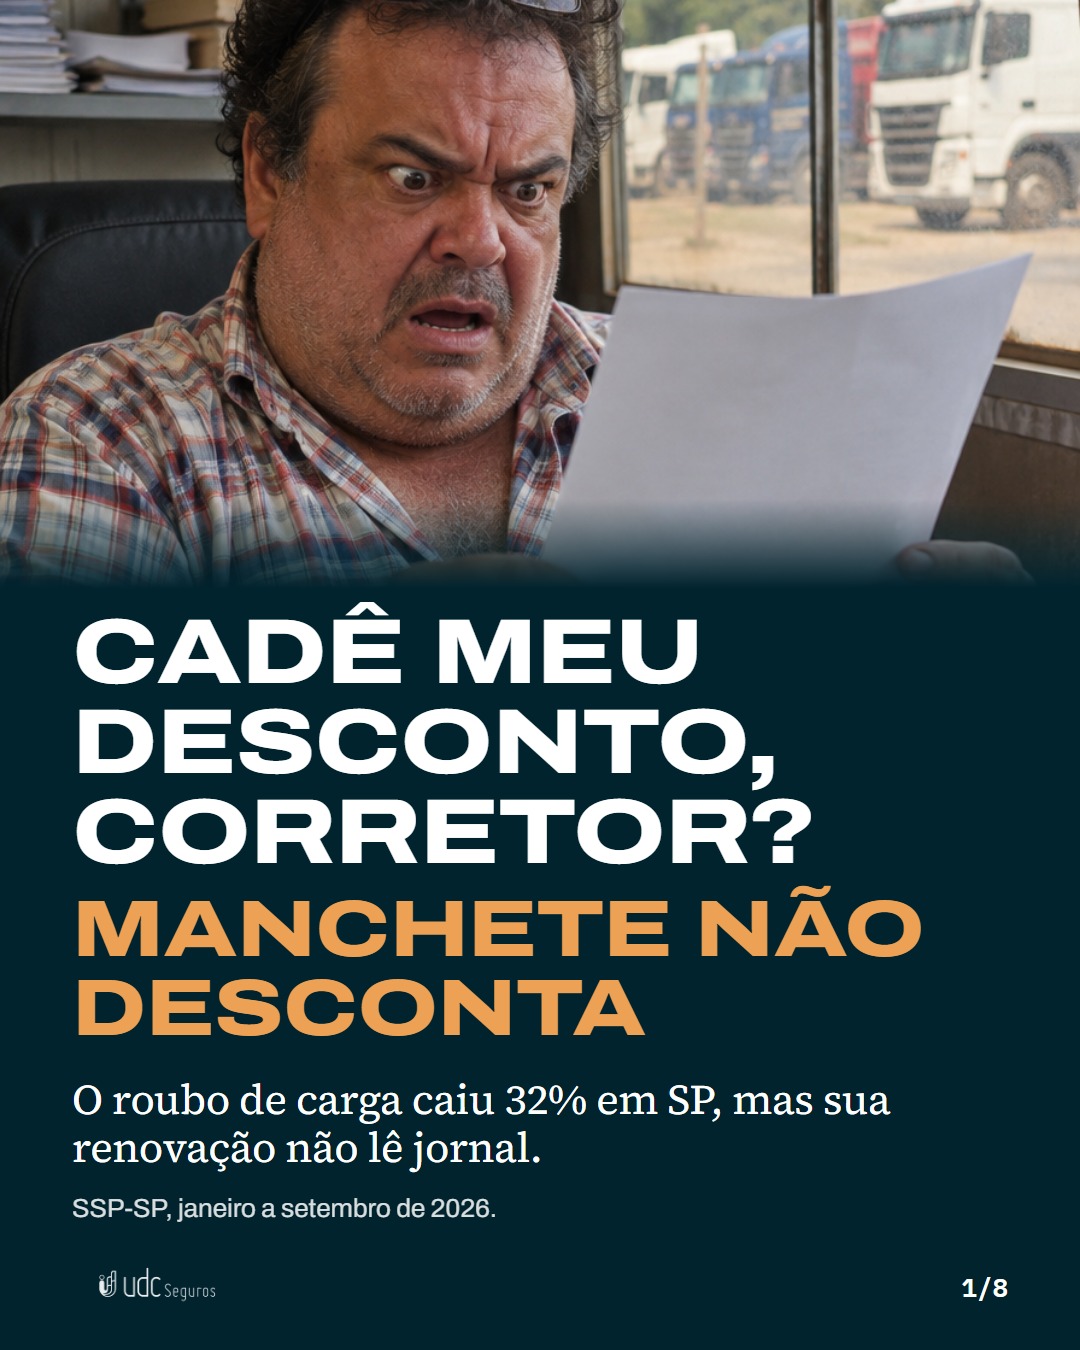 CADÊ MEU
DESCONTO,
CORRETOR?
MANCHETE NÃO
DESCONTA
O roubo de carga caiu 32% em SP, mas sua
renovação não lê jornal.
SSP-SP, janeiro a setembro de 2026.
udc Seguros
1/8